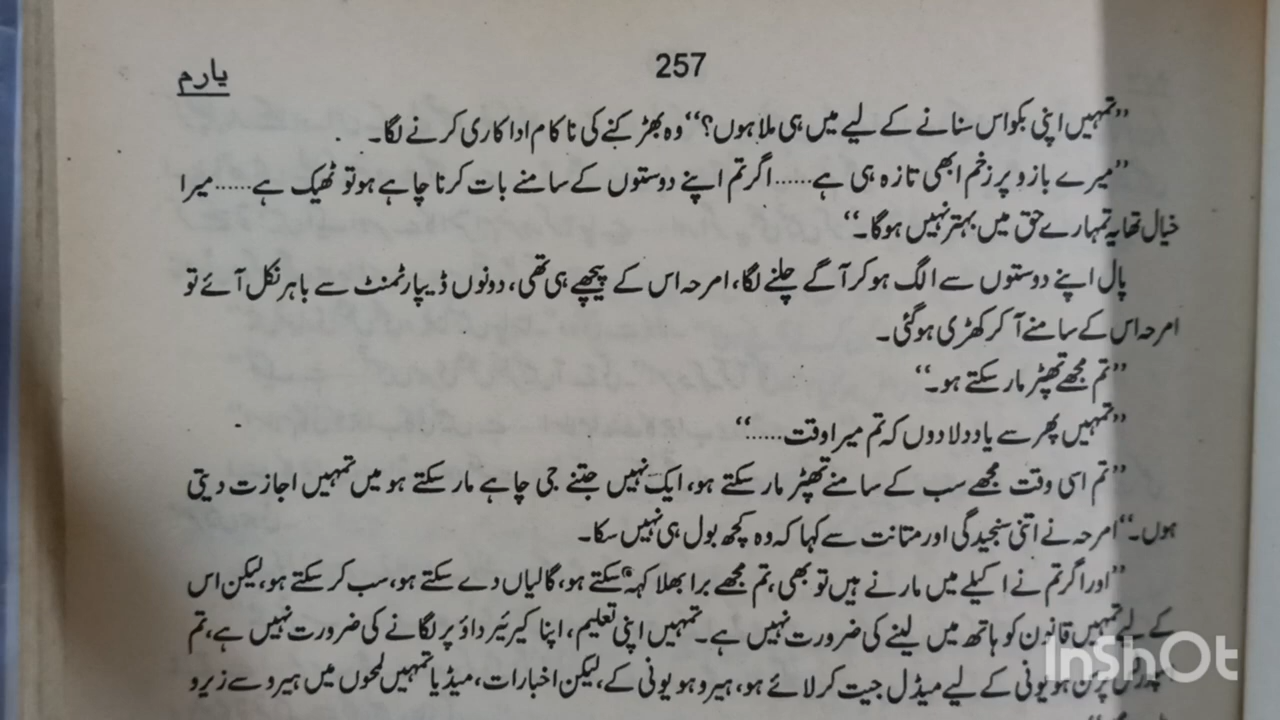 یارم
257
”تمہیں اپنی بکواس سنانے کے لیے میں ہی ملا ہوں؟“ وہ بھڑکنے کی ناکام اداکاری کرنے لگا۔
”میرے بازو پر زخم ابھی تازہ ہی ہے......اگر تم اپنے دوستوں کے سامنے بات کرنا چاہے ہو تو ٹھیک ہے......میرا
خیال تھا یہ تمہارے حق میں بہتر نہیں ہوگا۔“
پال اپنے دوستوں سے الگ ہو کر آگے چلنے لگا، امرحہ اس کے پیچھے ہی تھی، دونوں ڈیپارٹمنٹ سے باہر نکل آئے تو
امرحہ اس کے سامنے آ کر کھڑی ہوگئی۔
”تم مجھے تھپڑ مار سکتے ہو۔“
”تمہیں پھر سے یاد دلا دوں کہ تم میرا وقت......“
”تم اسی وقت مجھے سب کے سامنے تھپڑ مار سکتے ہو، ایک نہیں جتنے جی چاہے مار سکتے ہو میں تمہیں اجازت دیتی
ہوں۔“ امرحہ نے اتنی سنجیدگی اور متانت سے کہا کہ وہ کچھ بول ہی نہیں سکا۔
”اور اگر تم نے اکیلے میں مارنے ہیں تو بھی، تم مجھے برا بھلا کہہ سکتے ہو، گالیاں دے سکتے ہو، سب کر سکتے ہو، لیکن اس
کے لیے تمہیں قانون کو ہاتھ میں لینے کی ضرورت نہیں ہے۔ تمہیں اپنی تعلیم، اپنا کیرئیر داؤ پر لگانے کی ضرورت نہیں ہے، تم
ہو یونی کے لیے میڈل جیت کر لائے ہو، ہیرو ہو یونی کے، لیکن اخبارات، میڈیا تمہیں لمحوں میں ہیرو سے زیرو
InShOt